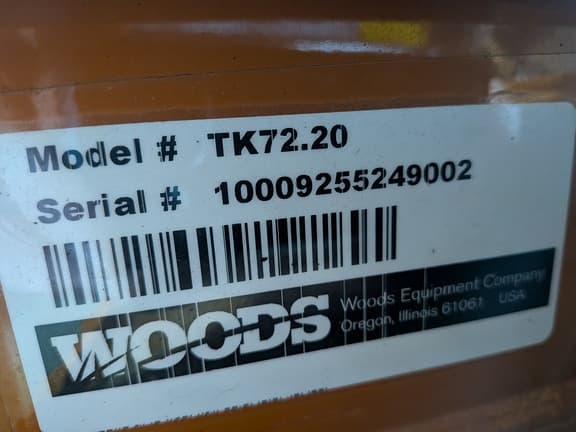 Model # TK72.20
Serial # 10009255249002
WOODS
Woods Equipment Company
Oregon, Illinois 61061 USA